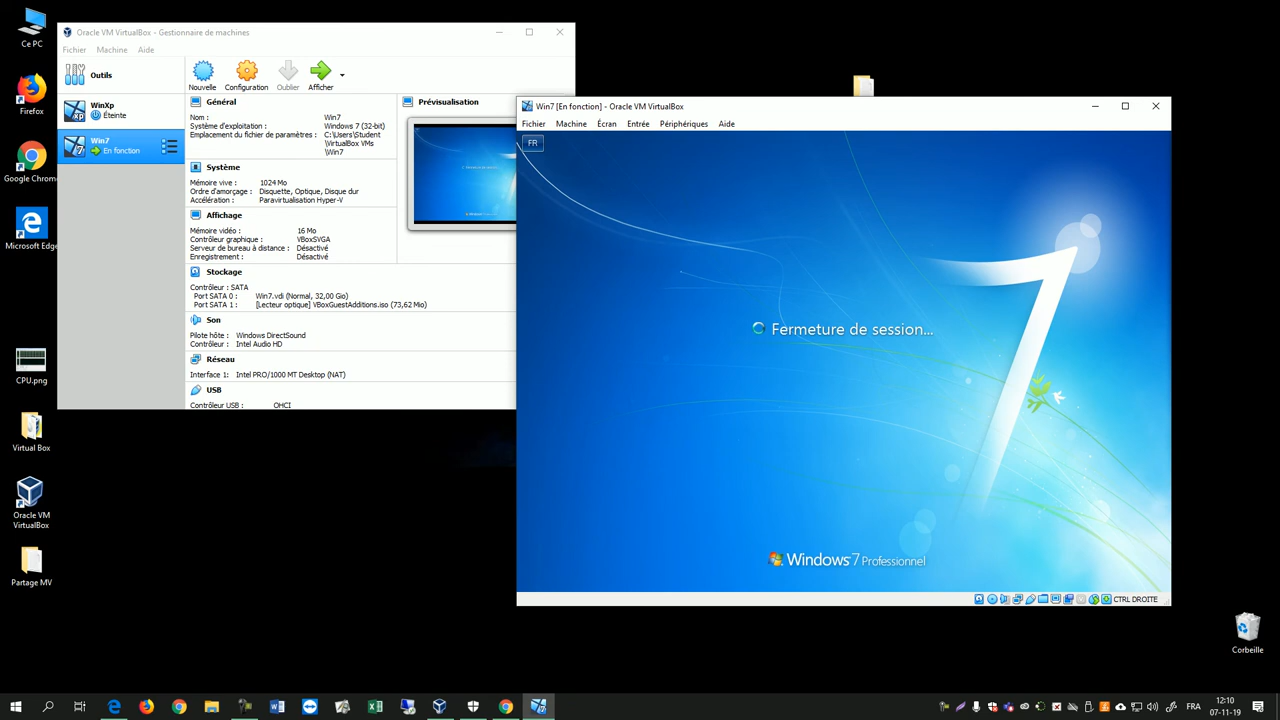 Ce PC
Firefox
Google Chrom
Microsoft Edge
CPU.png
Virtual Box
Oracle VM
VirtualBox
Partage MV
Oracle VM VirtualBox - Gestionnaire de machines
Fichier Machine Aide
Outils
WinXp
Éteinte
Win7
En fonction
Nouvelle Configuration Oublier Afficher
Général
Nom : Win7
Système d'exploitation : Windows 7 (32-bit)
Emplacement du fichier de paramètres : C:\Users\Student
\VirtualBox VMs
\Win7
Système
Mémoire vive : 1024 Mo
Ordre d'amorçage : Disquette, Optique, Disque dur
Accélération : Paravirtualisation Hyper-V
Affichage
Mémoire vidéo : 16 Mo
Contrôleur graphique : VBoxSVGA
Serveur de bureau à distance : Désactivé
Enregistrement : Désactivé
Stockage
Contrôleur : SATA
Port SATA 0 : Win7.vdi (Normal, 32,00 Gio)
Port SATA 1 : [Lecteur optique] VBoxGuestAdditions.iso (73,62 Mio)
Son
Pilote hôte : Windows DirectSound
Contrôleur : Intel Audio HD
Réseau
Interface 1: Intel PRO/1000 MT Desktop (NAT)
USB
Contrôleur USB : OHCI
Prévisualisation
Win7 [En fonction] - Oracle VM VirtualBox
Fichier Machine Écran Entrée Périphériques Aide
FR
Fermeture de session...
Windows 7 Professionnel
CTRL DROITE
Corbeille
FRA
12:10
07-11-19